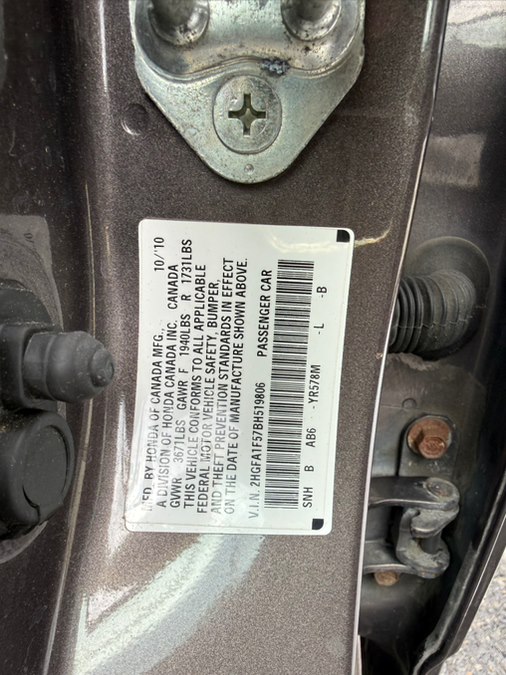 MFD. BY HONDA OF CANADA MFG., 10/10
A DIVISION OF HONDA CANADA INC. CANADA
GVWR 3671LBS GAWR F 1940LBS R 1731LBS
THIS VEHICLE CONFORMS TO ALL APPLICABLE
FEDERAL MOTOR VEHICLE SAFETY, BUMPER,
AND THEFT PREVENTION STANDARDS IN EFFECT
ON THE DATE OF MANUFACTURE SHOWN ABOVE.
V.I.N. 2HGFA1F57BH519806 PASSENGER CAR
SNH B AB6 -YR578M -L -B